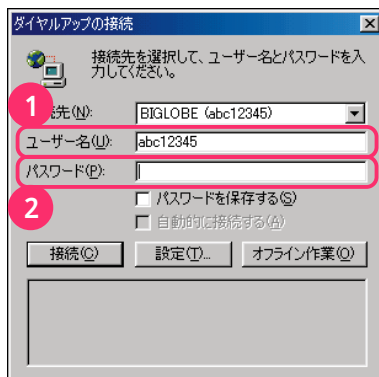 ダイヤルアップの接続
接続先を選択して、ユーザー名とパスワードを入
力してください。
1
続先(N):
BIGLOBE (abc12345)
ユーザー名(U):
abc12345
パスワード(P):
2
パスワードを保存する(S)
自動的に接続する(A)
接続(C)
設定(T)...
オフライン作業(O)